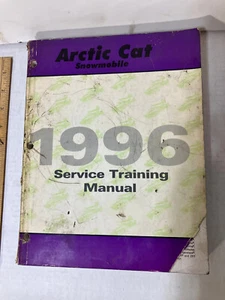 Arctic Cat
Snowmobile
1996
Service Training
Manual